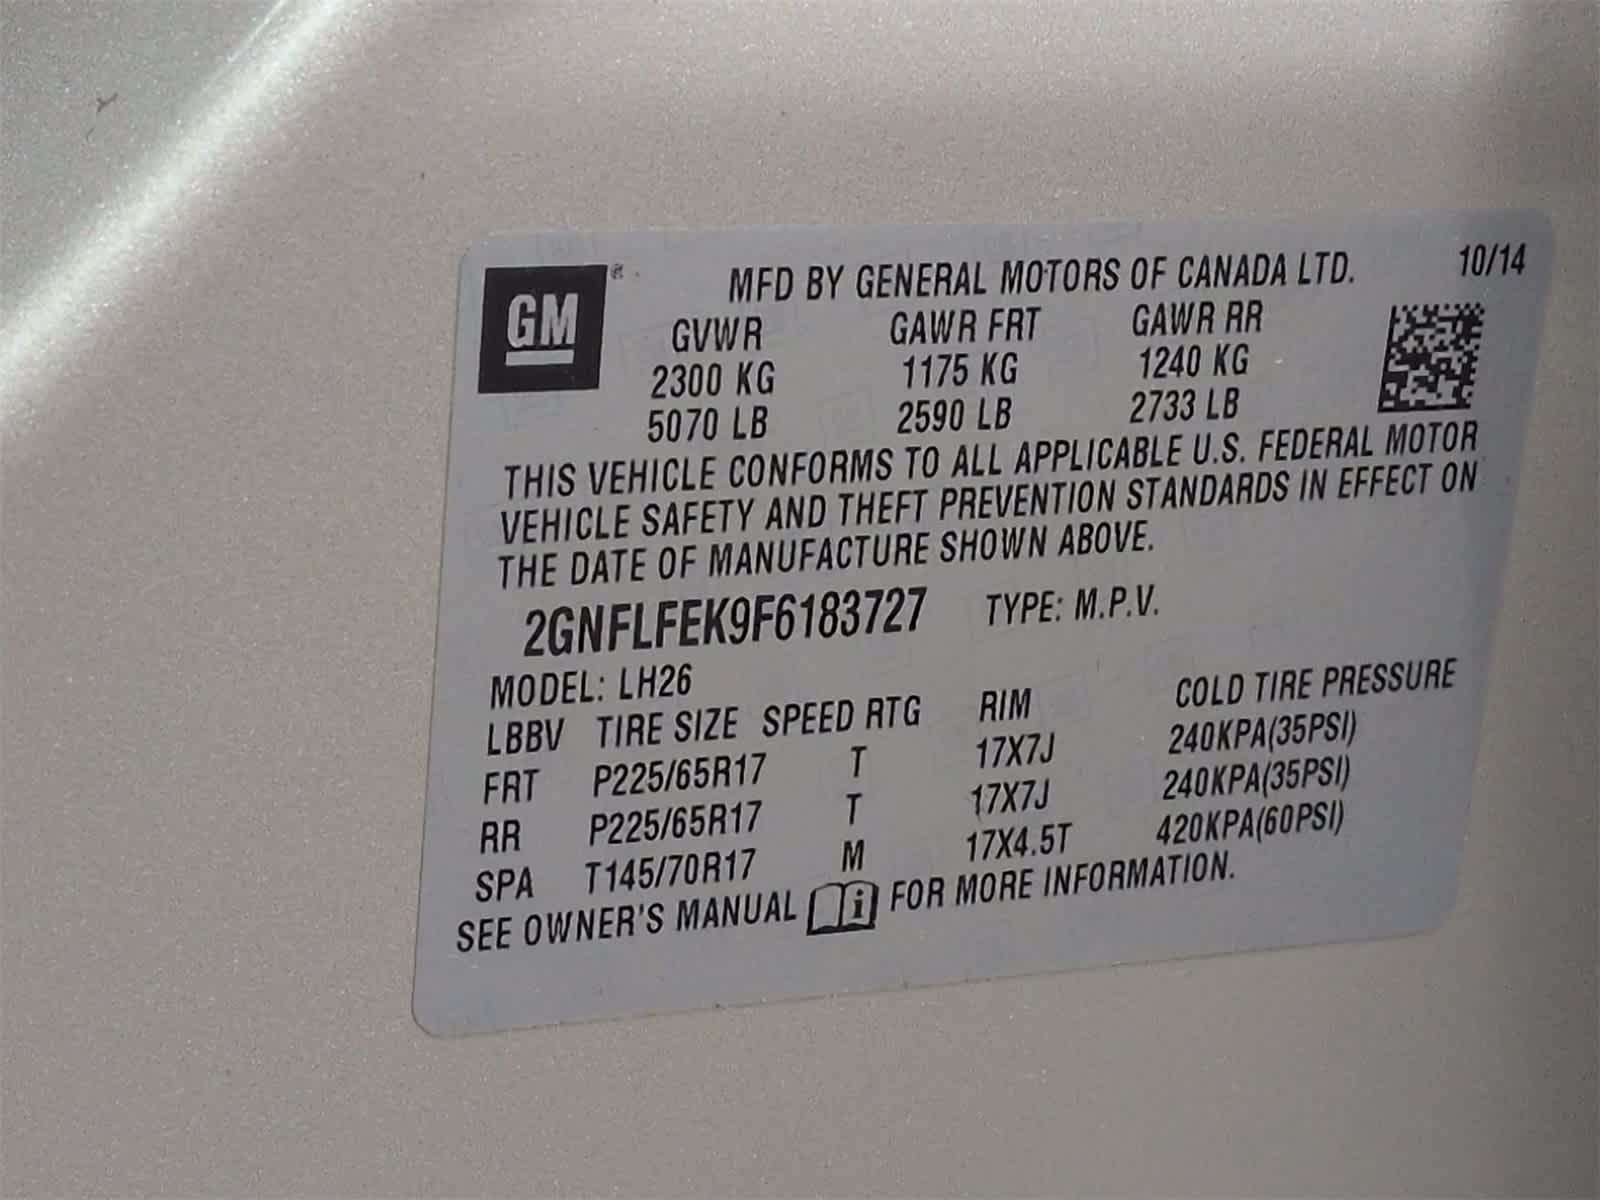 GM ® MFD BY GENERAL MOTORS OF CANADA LTD. 10/14
GVWR GAWR FRT GAWR RR
2300 KG 1175 KG 1240 KG
5070 LB 2590 LB 2733 LB
THIS VEHICLE CONFORMS TO ALL APPLICABLE U.S. FEDERAL MOTOR
VEHICLE SAFETY AND THEFT PREVENTION STANDARDS IN EFFECT ON
THE DATE OF MANUFACTURE SHOWN ABOVE.
2GNFLFEK9F6183727 TYPE: M.P.V.
MODEL: LH26
LBBV TIRE SIZE SPEED RTG RIM COLD TIRE PRESSURE
FRT P225/65R17 T 17X7J 240KPA(35PSI)
RR P225/65R17 T 17X7J 240KPA(35PSI)
SPA T145/70R17 M 17X4.5T 420KPA(60PSI)
SEE OWNER'S MANUAL i FOR MORE INFORMATION.